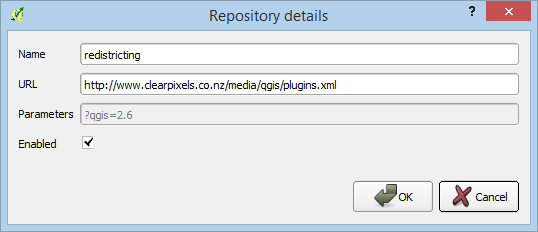 Repository details
?
Name redistricting
URL http://www.clearpixels.co.nz/media/qgis/plugins.xml
Parameters ?qgis=2.6
Enabled
OK Cancel